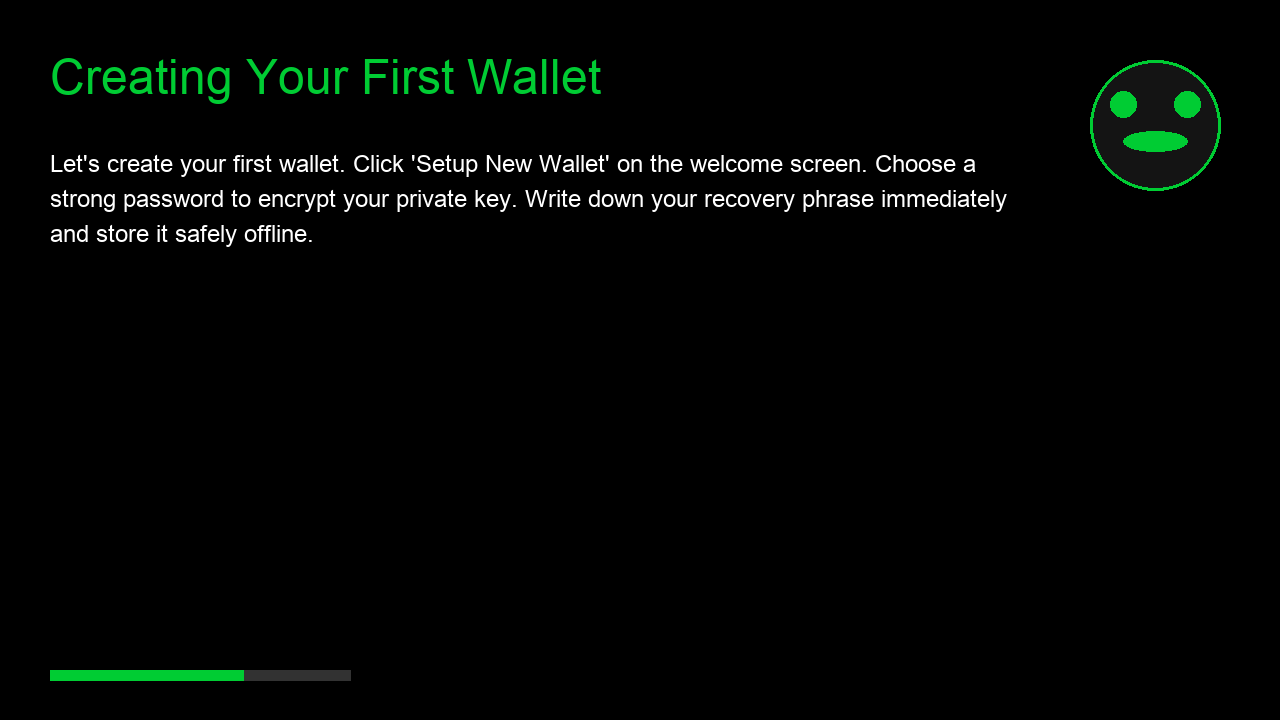 Creating Your First Wallet
Let's create your first wallet. Click 'Setup New Wallet' on the welcome screen. Choose a
strong password to encrypt your private key. Write down your recovery phrase immediately
and store it safely offline.